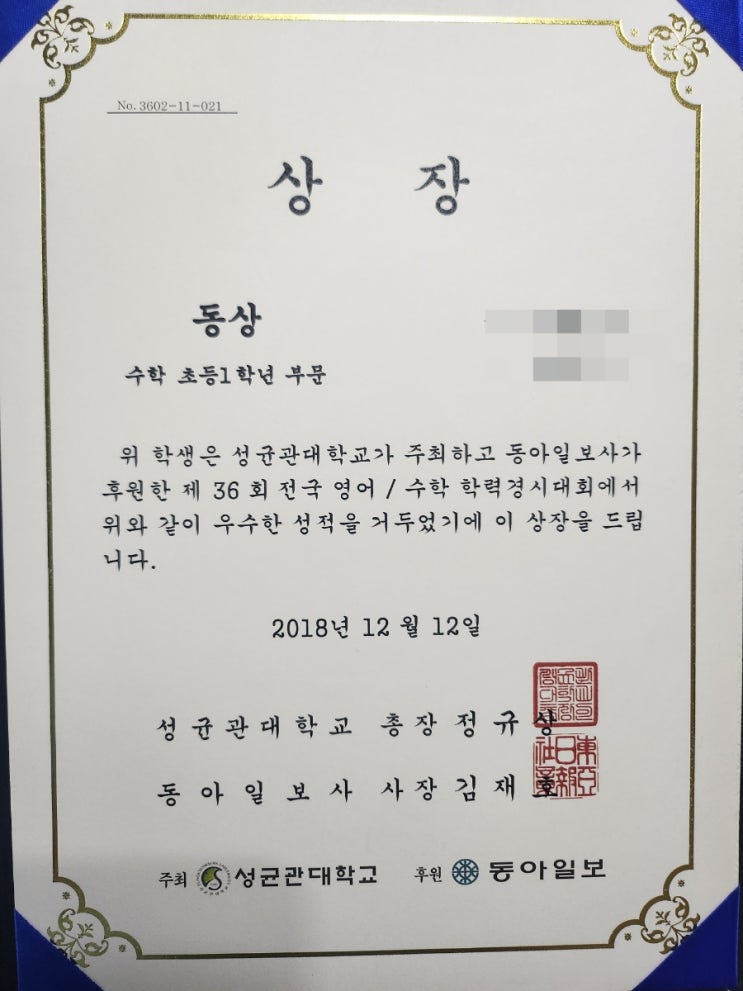 No. 3602-11-021
상 장
동상
수학 초등1학년 부문
위 학생은 성균관대학교가 주최하고 동아일보사가
후원한 제 36 회 전국 영어 / 수학 학력경시대회에서
위와 같이 우수한 성적을 거두었기에 이 상장을 드립
니다.
2018년 12 월 12일
성균관대학교 총장 정규상
동아일보사 사장 김재호
東亞
日報
社
주최 성균관대학교 후원 동아일보